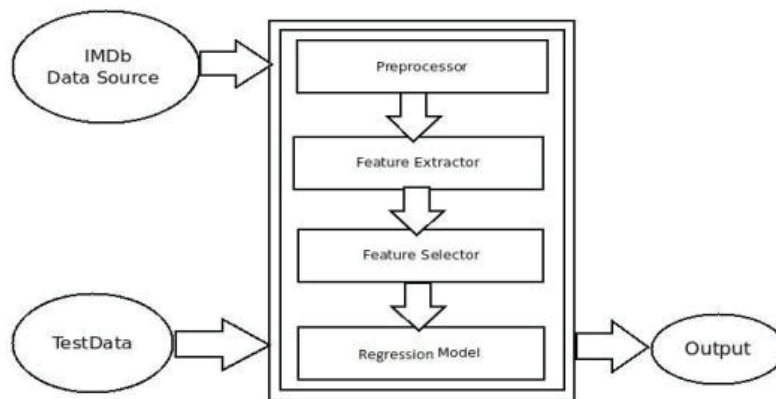 IMDb
Data Source
Preprocessor
Feature Extractor
Feature Selector
TestData
Regression Model
Output